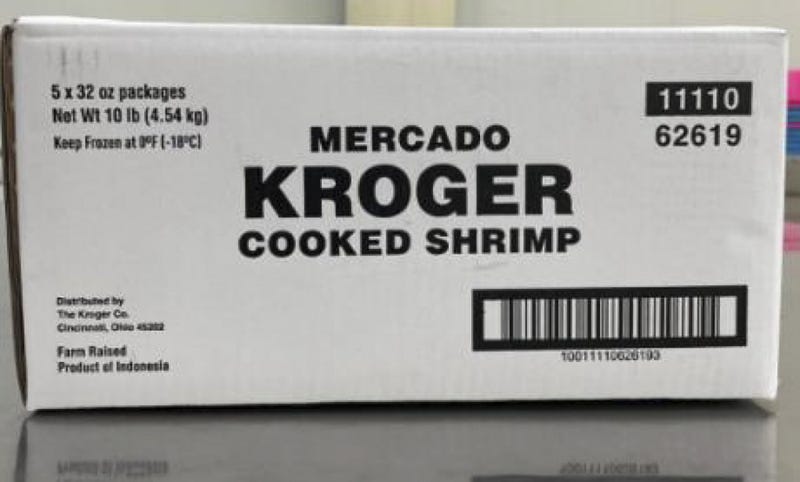 5 x 32 oz packages
Net Wt 10 lb (4.54 kg)
Keep Frozen at 0ºF (-18ºC)
11110
62619
MERCADO
KROGER
COOKED SHRIMP
Distributed by
The Kroger Co.
Cincinnati, Ohio 45202
Farm Raised
Product of Indonesia
10011110626193